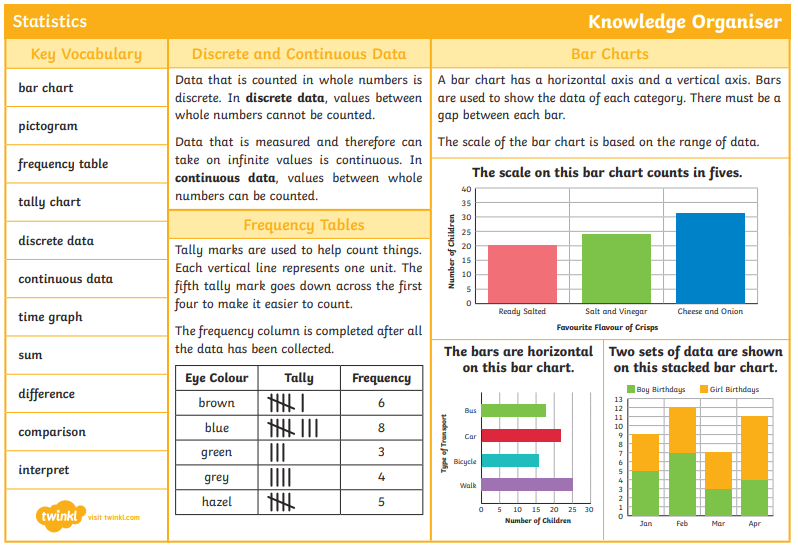 Statistics
Knowledge Organiser
Key Vocabulary
bar chart
pictogram
frequency table
tally chart
discrete data
continuous data
time graph
sum
difference
comparison
interpret
twinkl
visit twinkl.com
Discrete and Continuous Data
Data that is counted in whole numbers is
discrete. In discrete data, values between
whole numbers cannot be counted.
Data that is measured and therefore can
take on infinite values is continuous. In
continuous data, values between whole
numbers can be counted.
Frequency Tables
Tally marks are used to help count things.
Each vertical line represents one unit. The
fifth tally mark goes down across the first
four to make it easier to count.
The frequency column is completed after all
the data has been collected.
Eye Colour Tally Frequency
brown 6
blue 8
green 3
grey 4
hazel 5
Bar Charts
A bar chart has a horizontal axis and a vertical axis. Bars
are used to show the data of each category. There must be a
gap between each bar.
The scale of the bar chart is based on the range of data.
The scale on this bar chart counts in fives.
Number of Children
40
35
30
25
20
15
10
5
0
Ready Salted Salt and Vinegar Cheese and Onion
Favourite Flavour of Crisps
The bars are horizontal
on this bar chart.
Type of Transport
Bus
Car
Bicycle
Walk
0 5 10 15 20 25 30
Number of Children
Two sets of data are shown
on this stacked bar chart.
Boy Birthdays Girl Birthdays
13
12
11
10
9
8
7
6
5
4
3
2
1
0
Jan Feb Mar Apr